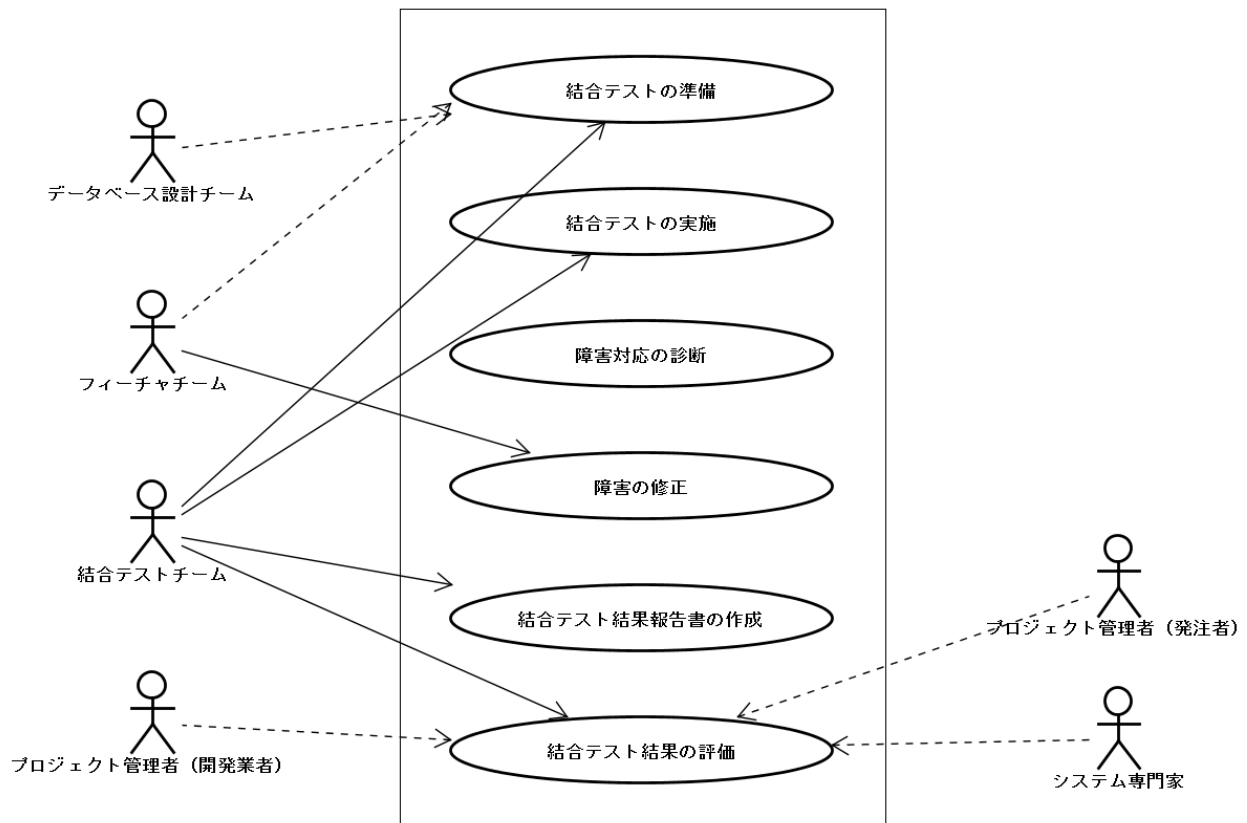 結合テストの準備
データベース設計チーム
結合テストの実施
フィーチャチーム
障害対応の診断
障害の修正
結合テストチーム
結合テスト結果報告書の作成
プロジェクト管理者（発注者）
結合テスト結果の評価
プロジェクト管理者（開発業者）
システム専門家